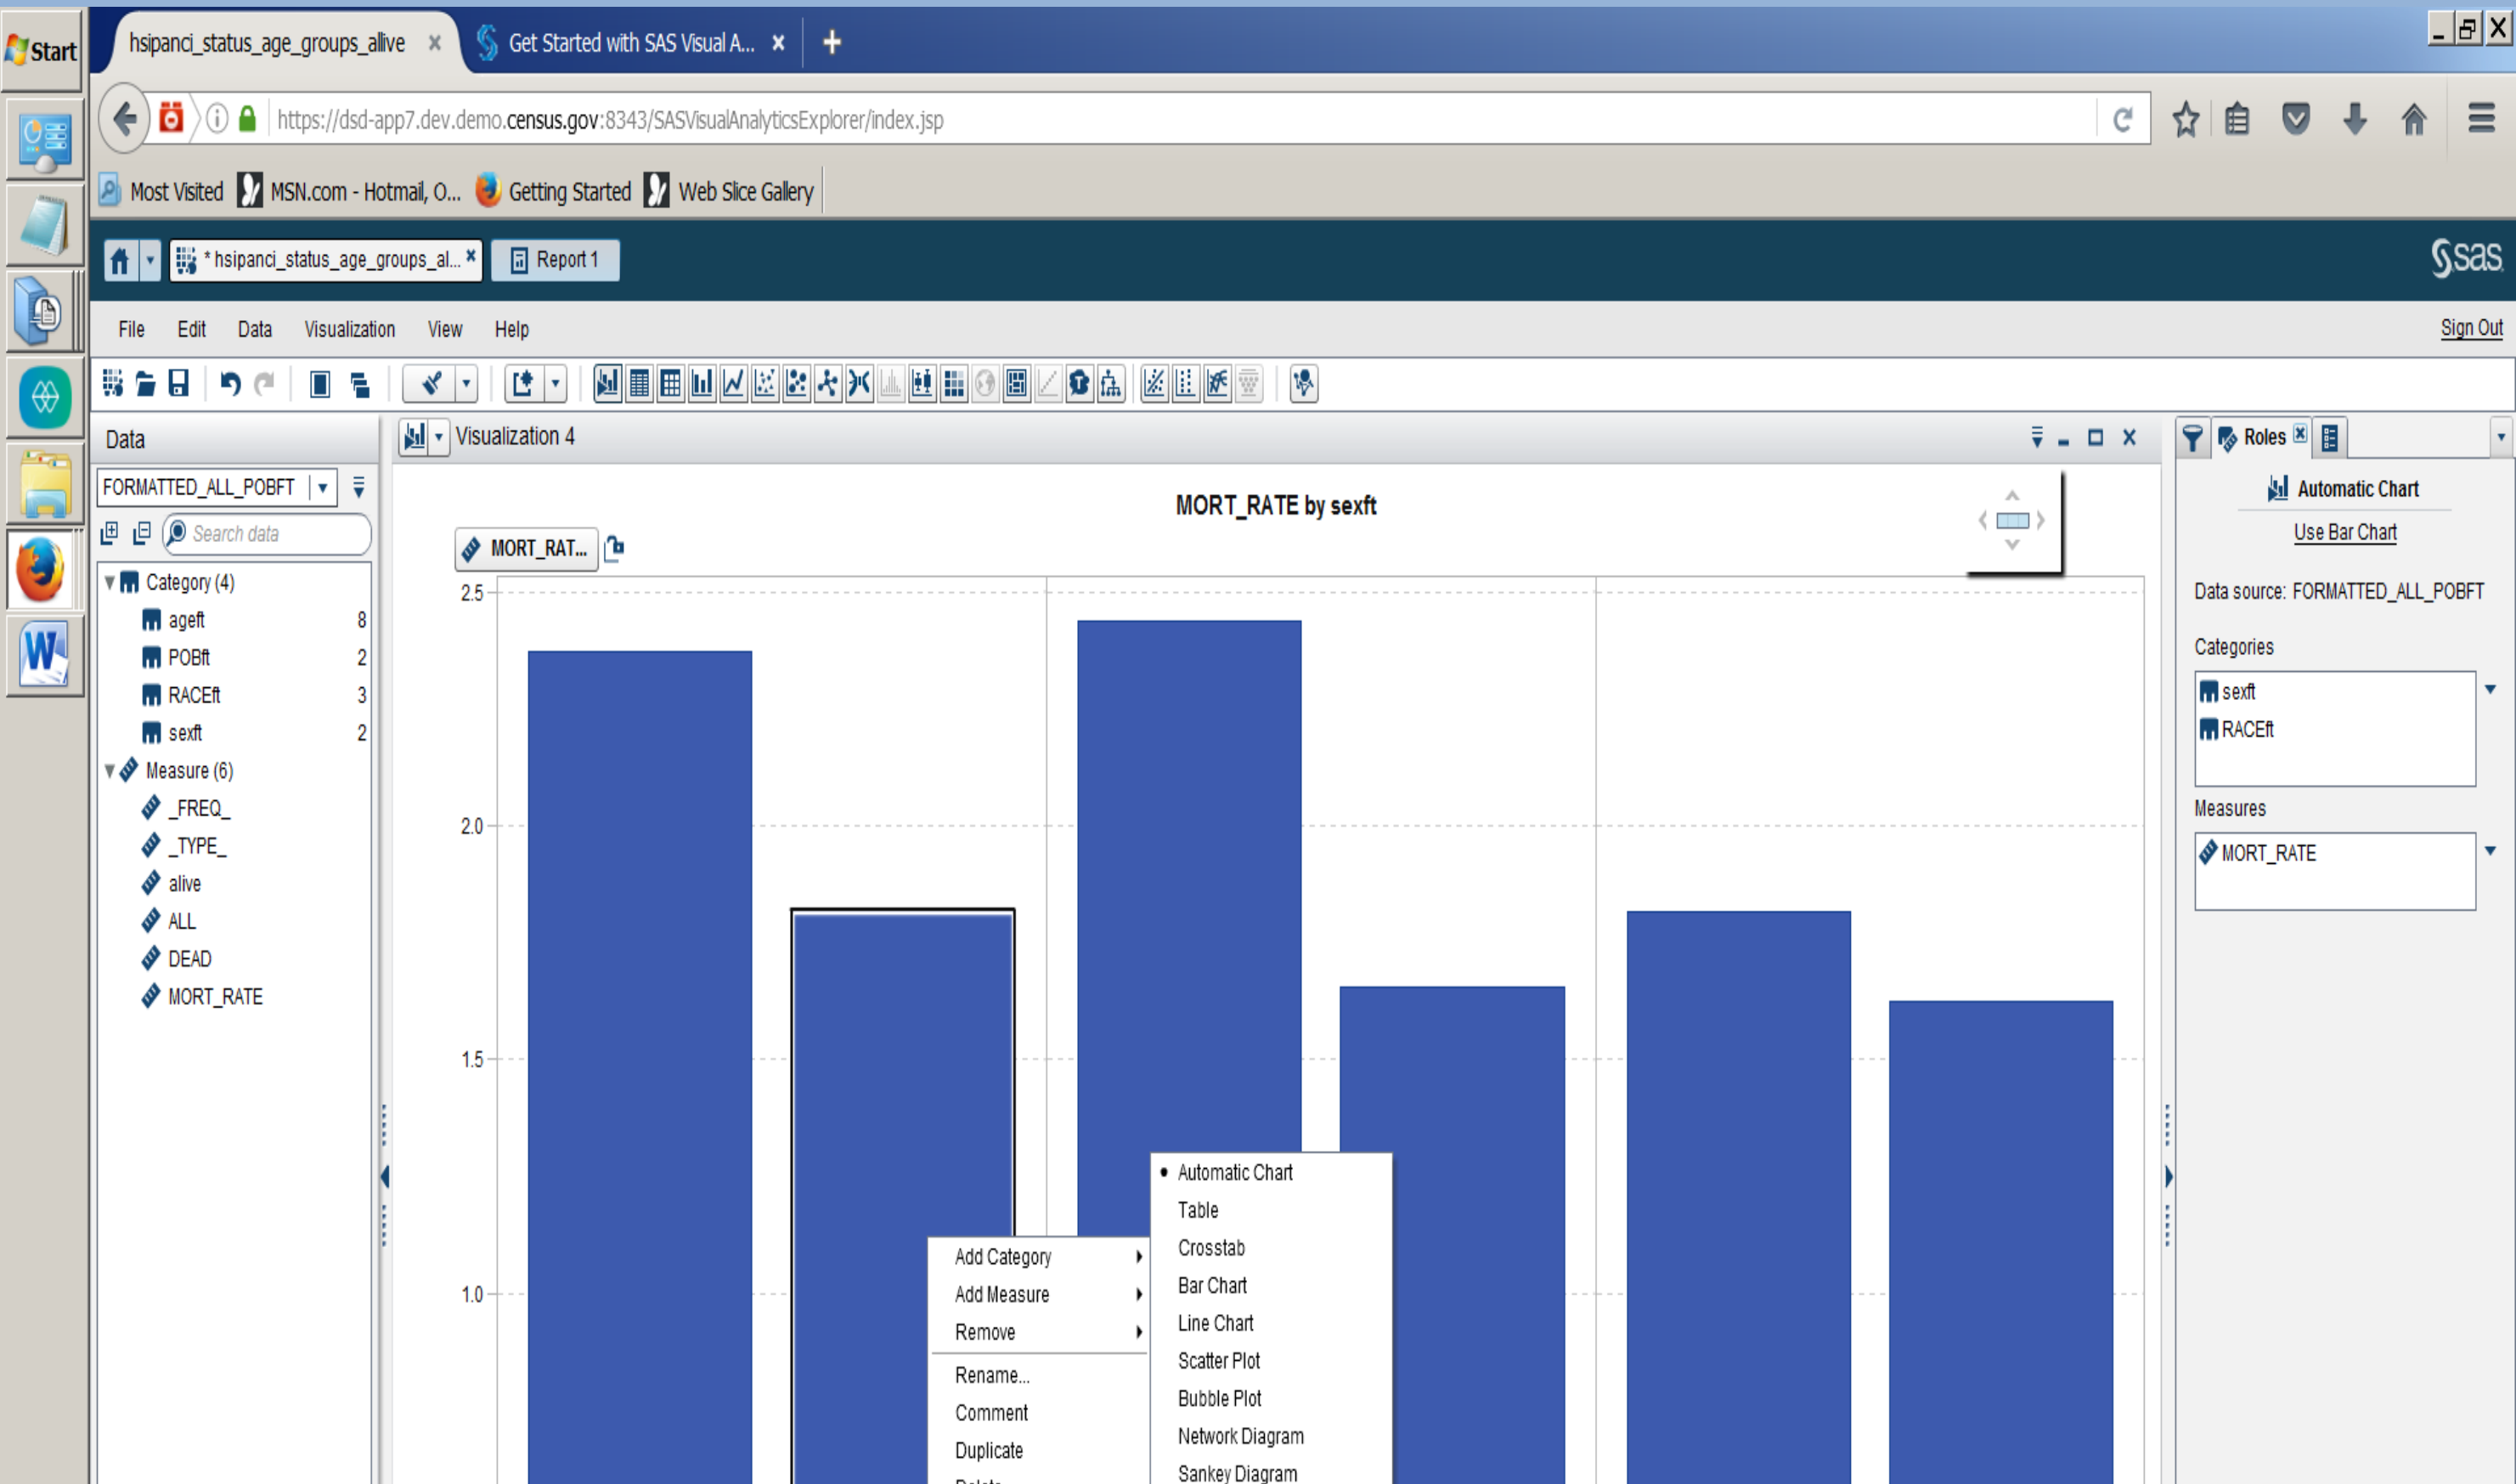 Start
hsipanci_status_age_groups_allive
Get Started with SAS Visual A...
https://dsd-app7.dev.demo.census.gov:8343/SASVisualAnalyticsExplorer/index.jsp
Most Visited MSN.com - Hotmail, O... Getting Started Web Slice Gallery
* hsipanci_status_age_groups_al... Report 1
sas
File Edit Data Visualization View Help
Sign Out
Data
Visualization 4
Roles
FORMATTED_ALL_POBFT
Search data
Category (4)
ageft 8
POBft 2
RACEft 3
sexft 2
Measure (6)
_FREQ_
_TYPE_
alive
ALL
DEAD
MORT_RATE
MORT_RATE by sexft
MORT_RAT...
2.5
2.0
1.5
1.0
Add Category
Add Measure
Remove
Rename...
Comment
Duplicate
Automatic Chart
Table
Crosstab
Bar Chart
Line Chart
Scatter Plot
Bubble Plot
Network Diagram
Sankey Diagram
Automatic Chart
Use Bar Chart
Data source: FORMATTED_ALL_POBFT
Categories
sexft
RACEft
Measures
MORT_RATE